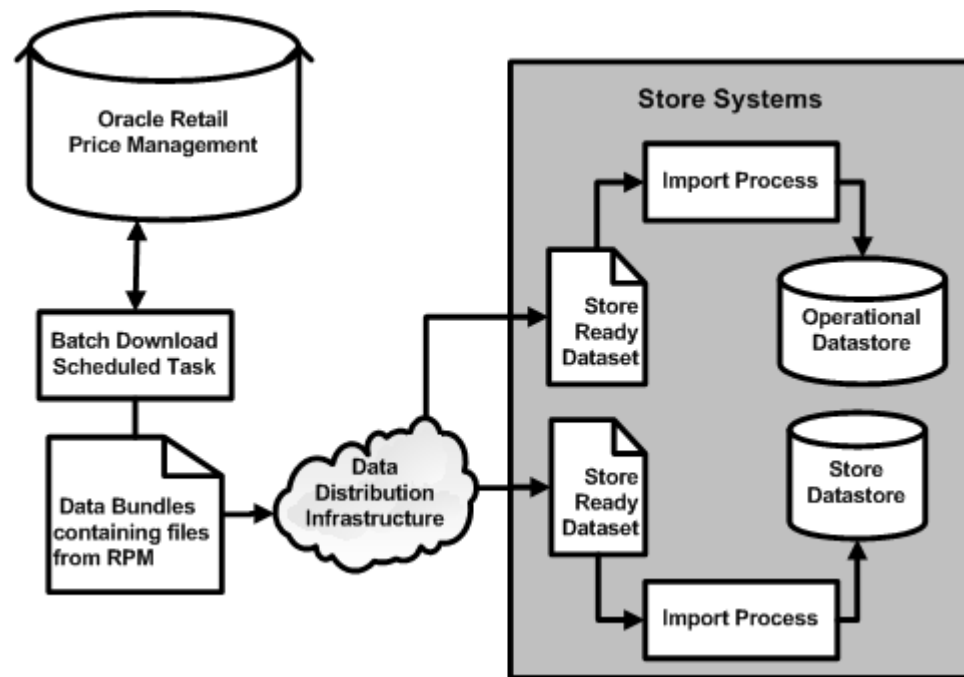 Oracle Retail
Price Management
Batch Download
Scheduled Task
Data Bundles
containing files
from RPM
Data
Distribution
Infrastructure
Store Systems
Import Process
Store
Ready
Dataset
Operational
Datastore
Store
Ready
Dataset
Store
Datastore
Import Process